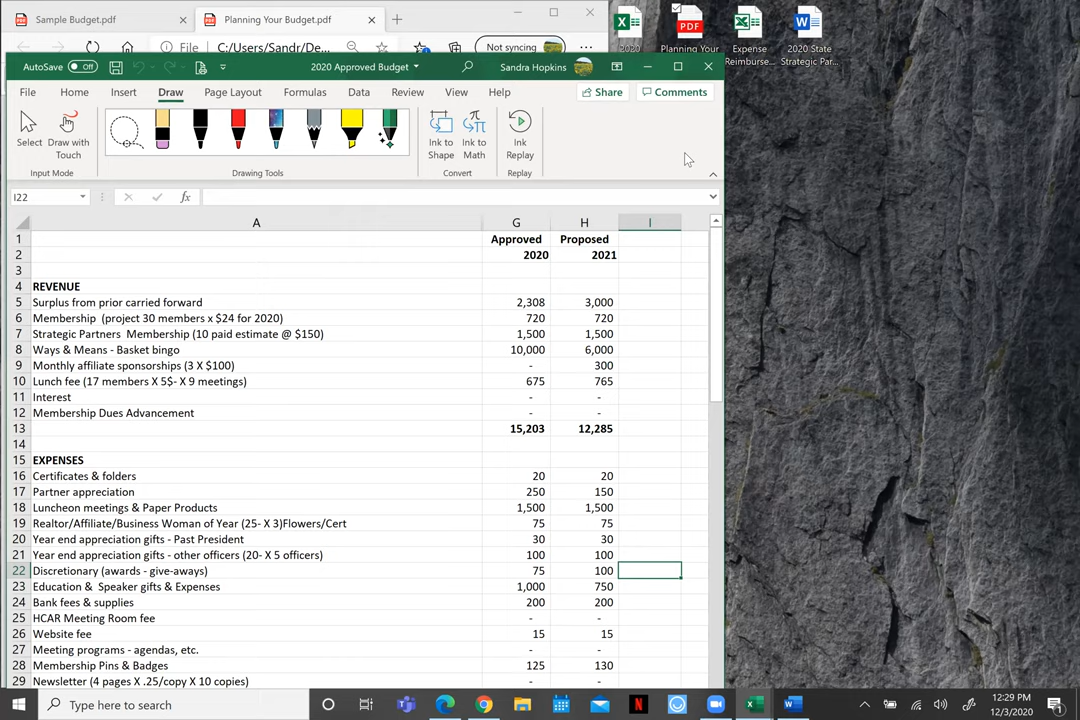 Sample Budget.pdf
Planning Your Budget.pdf
File C:/Users/Sandr/De...
Not syncing
2020
Planning Your
Expense Reimburse...
2020 State Strategic Par...
PDF
AutoSave Off
2020 Approved Budget
Sandra Hopkins
File Home Insert Draw Page Layout Formulas Data Review View Help
Share Comments
Select
Draw with Touch
Ink to Shape
Ink to Math
Ink Replay
Input Mode
Drawing Tools
Convert
Replay
I22
fx
A G H I
1 Approved Proposed
2 2020 2021
3
4 REVENUE
5 Surplus from prior carried forward 2,308 3,000
6 Membership (project 30 members x $24 for 2020) 720 720
7 Strategic Partners Membership (10 paid estimate @ $150) 1,500 1,500
8 Ways & Means - Basket bingo 10,000 6,000
9 Monthly affiliate sponsorships (3 X $100) - 300
10 Lunch fee (17 members X 5$- X 9 meetings) 675 765
11 Interest - -
12 Membership Dues Advancement - -
13 15,203 12,285
14
15 EXPENSES
16 Certificates & folders 20 20
17 Partner appreciation 250 150
18 Luncheon meetings & Paper Products 1,500 1,500
19 Realtor/Affiliate/Business Woman of Year (25- X 3)Flowers/Cert 75 75
20 Year end appreciation gifts - Past President 30 30
21 Year end appreciation gifts - other officers (20- X 5 officers) 100 100
22 Discretionary (awards - give-aways) 75 100
23 Education & Speaker gifts & Expenses 1,000 750
24 Bank fees & supplies 200 200
25 HCAR Meeting Room fee - -
26 Website fee 15 15
27 Meeting programs - agendas, etc. - -
28 Membership Pins & Badges 125 130
29 Newsletter (4 pages X .25/copy X 10 copies) - -
Type here to search
12:29 PM
12/3/2020
1